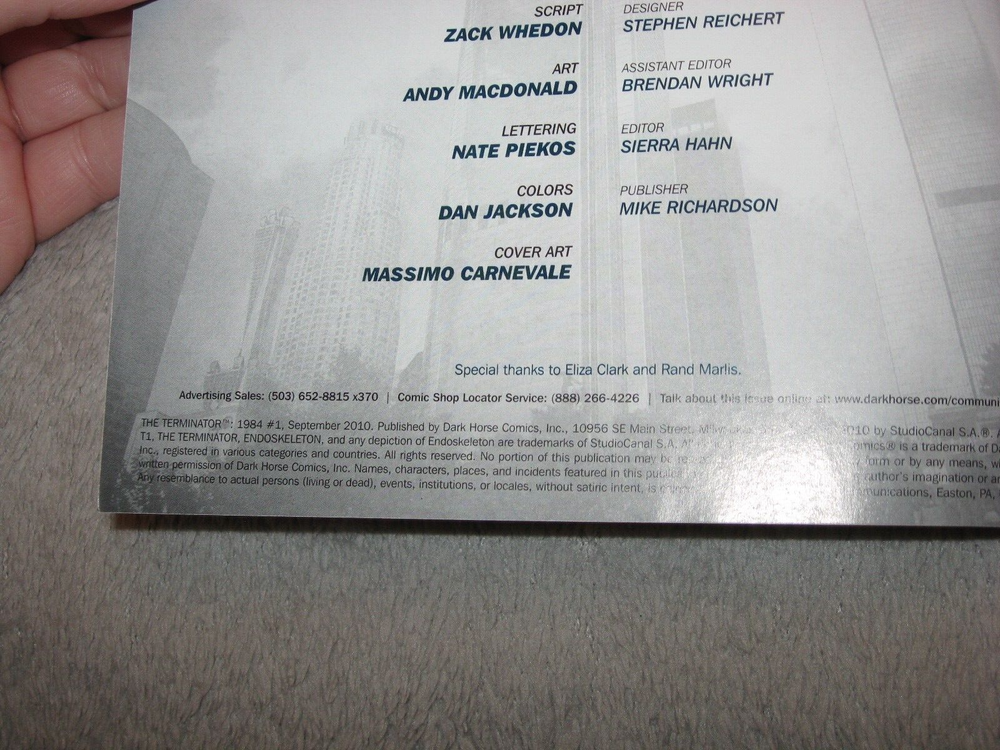 SCRIPT
ZACK WHEDON
ART
ANDY MACDONALD
LETTERING
NATE PIEKOS
COLORS
DAN JACKSON
COVER ART
MASSIMO CARNEVALE
DESIGNER
STEPHEN REICHERT
ASSISTANT EDITOR
BRENDAN WRIGHT
EDITOR
SIERRA HAHN
PUBLISHER
MIKE RICHARDSON
Special thanks to Eliza Clark and Rand Marlis.
Advertising Sales: (503) 652-8815 x370 | Comic Shop Locator Service: (888) 266-4226 | Talk about this issue online at: www.darkhorse.com/communi
THE TERMINATOR®: 1984 #1, September 2010. Published by Dark Horse Comics, Inc., 10956 SE Main Street, by StudioCanal S.A.®.
T1, THE TERMINATOR, ENDOSKELETON, and any depiction of Endoskeleton are trademarks of StudioCanal S.A. is a trademark of
Inc., registered in various categories and countries. All rights reserved. No portion of this publication may be form or by any means,
written permission of Dark Horse Comics, Inc. Names, characters, places, and incidents featured in this author's imagination or
Any resemblance to actual persons (living or dead), events, institutions, or locales, without satiric intent, is Easton, PA,